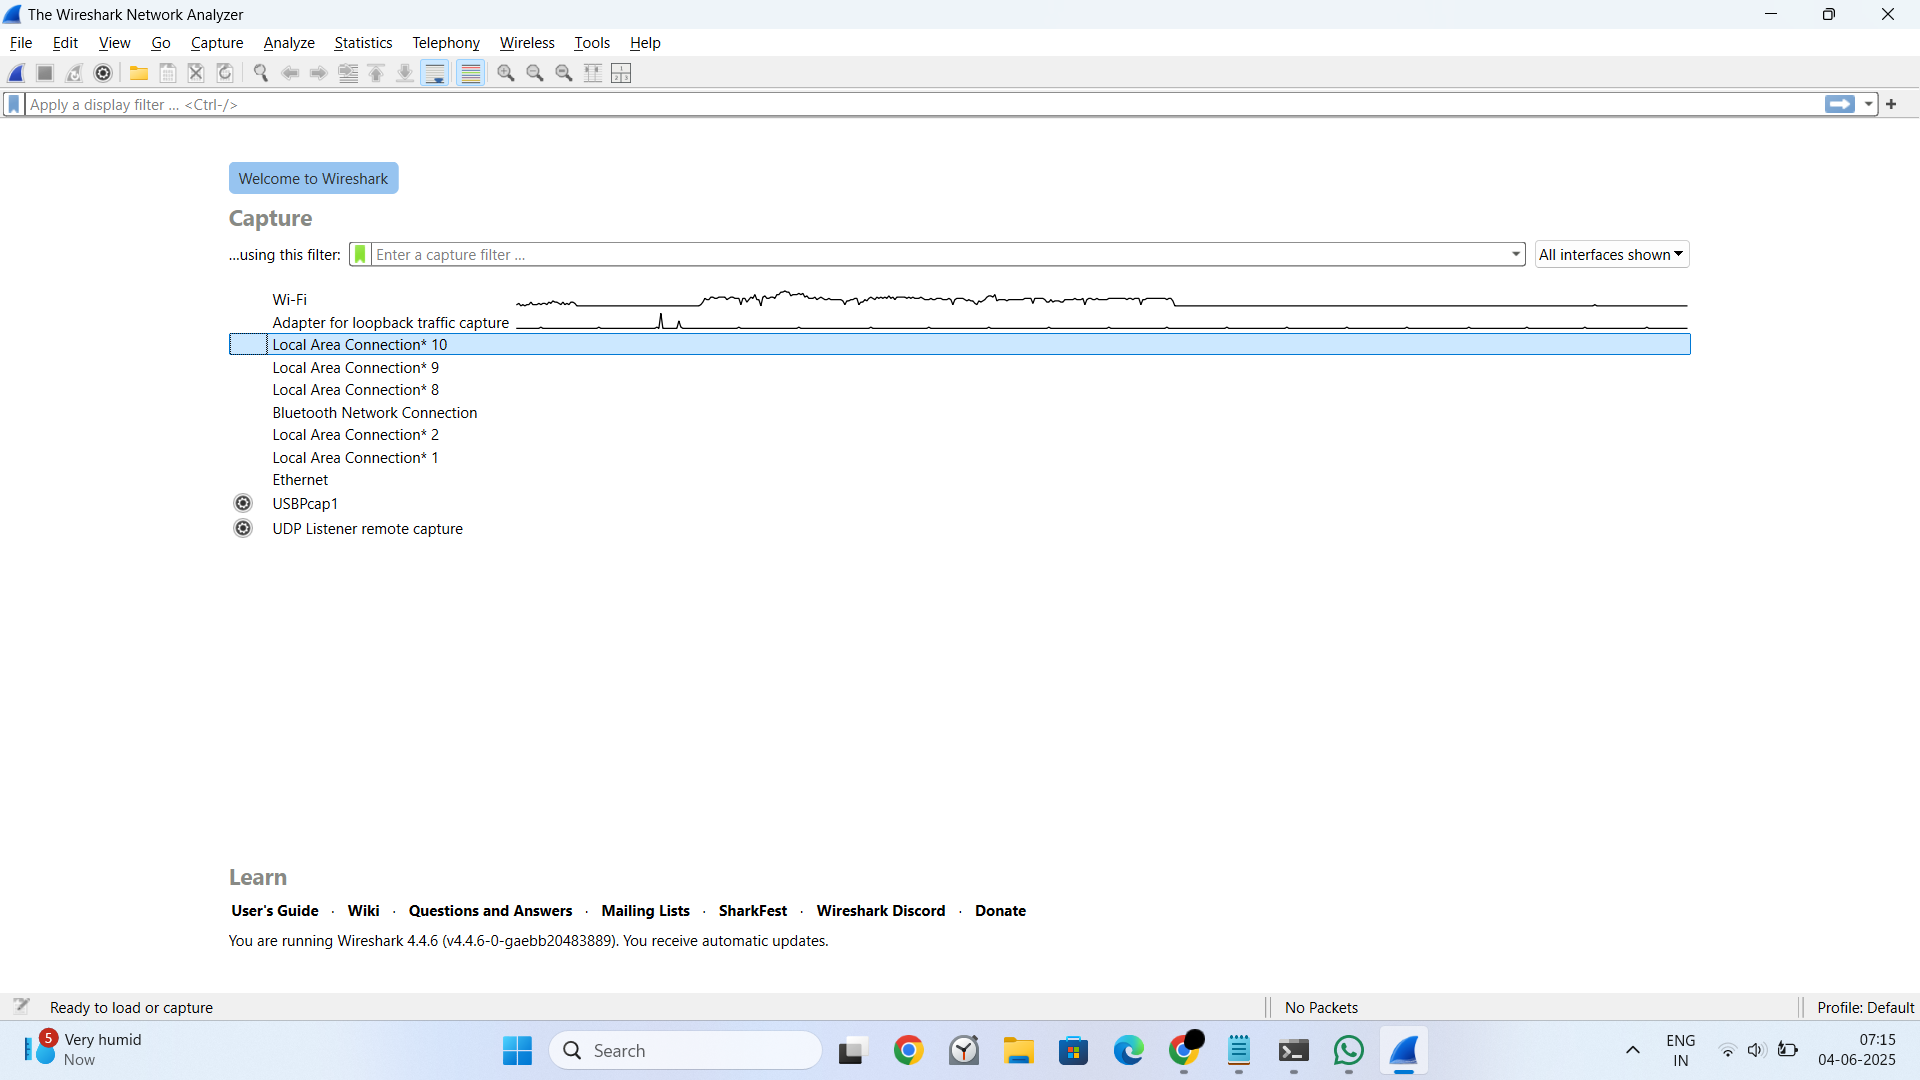 The Wireshark Network Analyzer
File Edit View Go Capture Analyze Statistics Telephony Wireless Tools Help
Apply a display filter ... <Ctrl-/>
Welcome to Wireshark
Capture
...using this filter: Enter a capture filter ... All interfaces shown
Wi-Fi
Adapter for loopback traffic capture
Local Area Connection* 10
Local Area Connection* 9
Local Area Connection* 8
Bluetooth Network Connection
Local Area Connection* 2
Local Area Connection* 1
Ethernet
USBPcap1
UDP Listener remote capture
Learn
User's Guide · Wiki · Questions and Answers · Mailing Lists · SharkFest · Wireshark Discord · Donate
You are running Wireshark 4.4.6 (v4.4.6-0-gaebb20483889). You receive automatic updates.
Ready to load or capture No Packets Profile: Default
5 Very humid
Now
Search
ENG
IN
07:15
04-06-2025